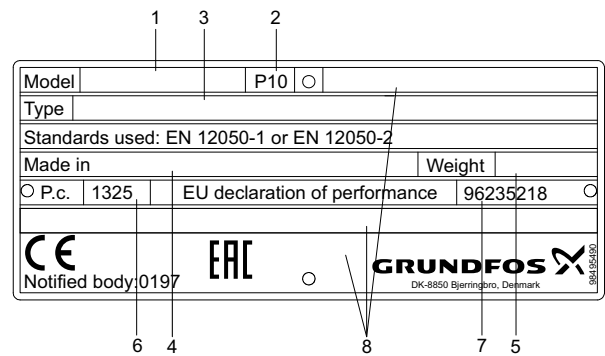 1 3 2
Model P10
Type
Standards used: EN 12050-1 or EN 12050-2
Made in Weight
P.c. 1325 EU declaration of performance 96235218
CE EAC GRUNDFOS
Notified body:0197 DK-8850 Bjerringbro, Denmark
98495490
6 4 8 7 5